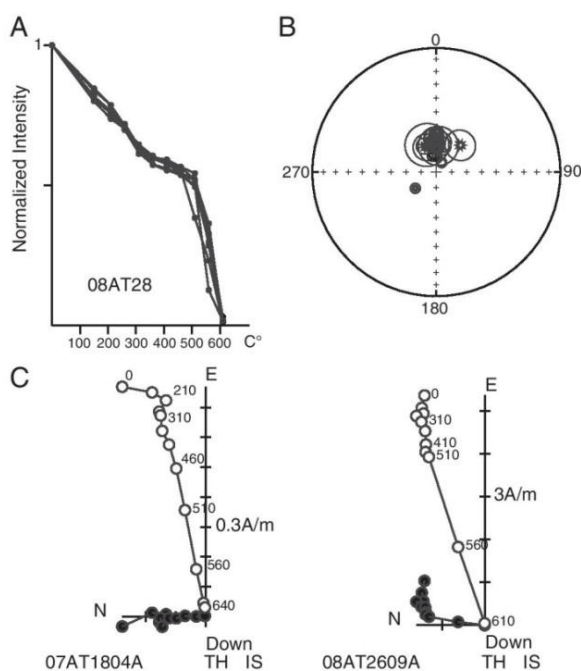 A
1
Normalized Intensity
08AT28
100 200 300 400 500 600 C°
B
0
270
90
180
C
0
210
310
460
510
560
640
E
0.3A/m
N
Down
07AT1804A TH IS
0
310
410
510
560
610
E
3A/m
N
Down
08AT2609A TH IS